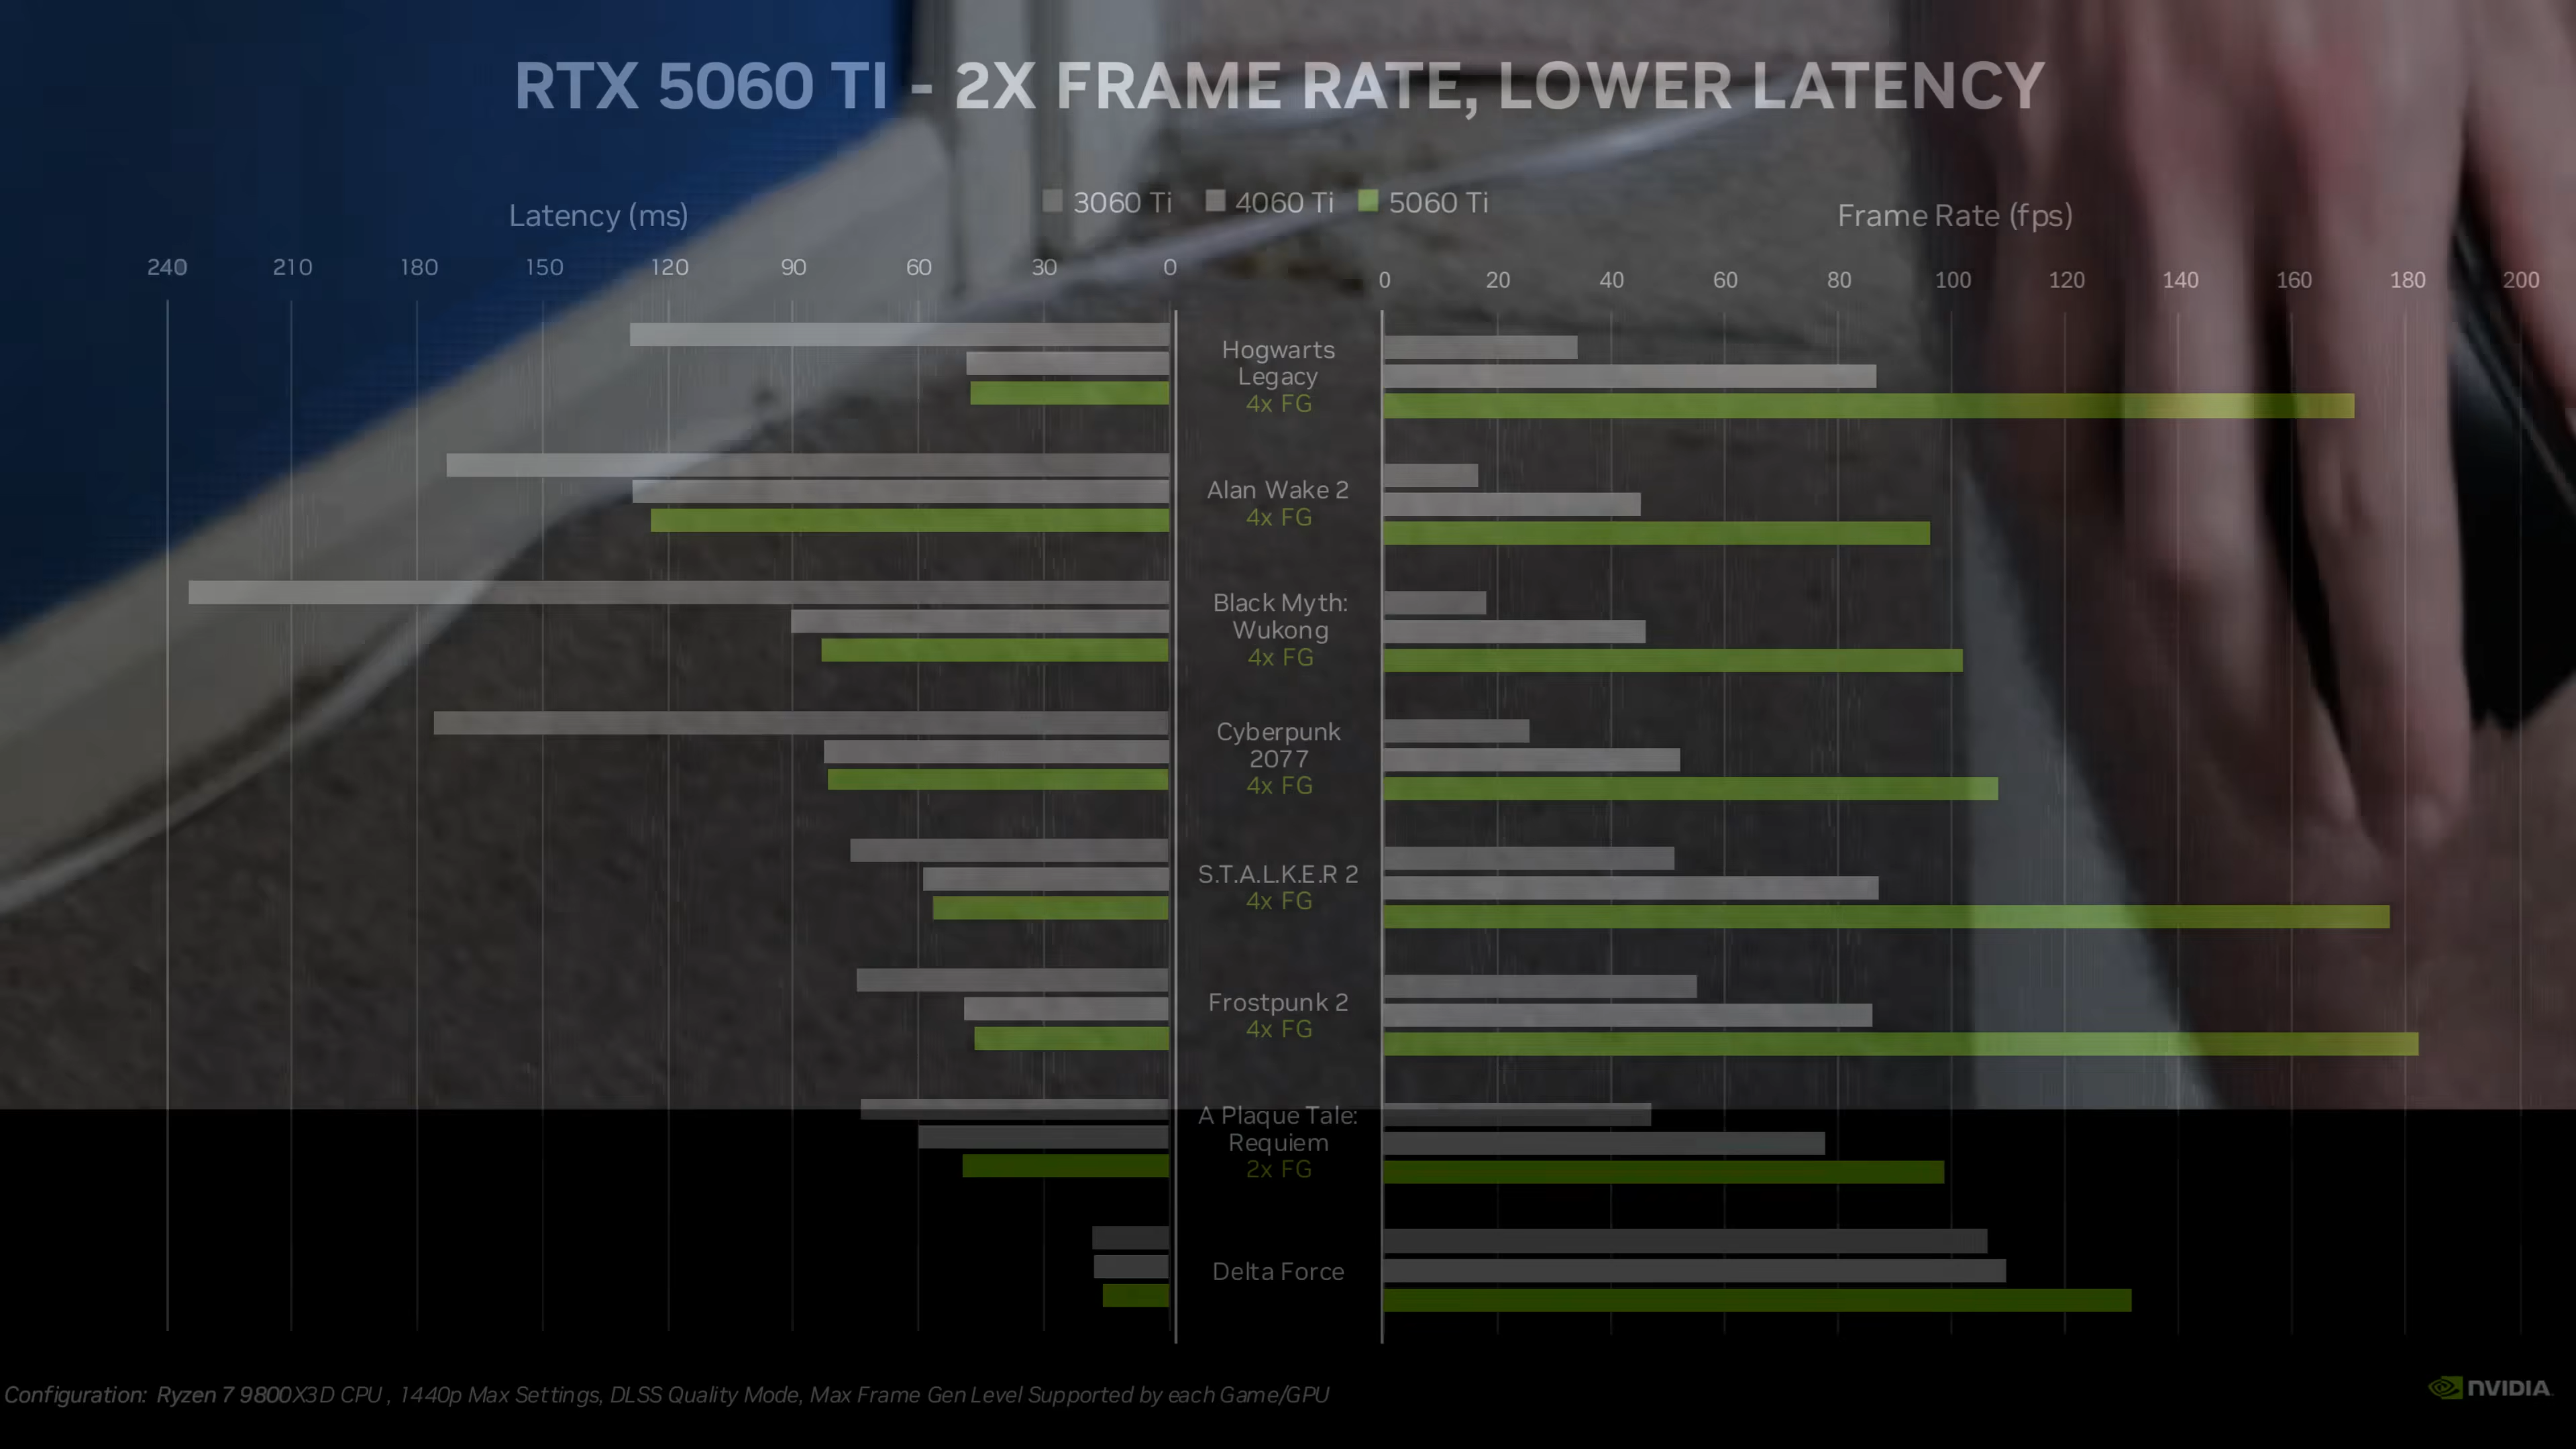 RTX 5060 TI - 2X FRAME RATE, LOWER LATENCY
3060 Ti 4060 Ti 5060 Ti
Latency (ms)
Frame Rate (fps)
240 210 180 150 120 90 60 30 0
0 20 40 60 80 100 120 140 160 180 200
Hogwarts
Legacy
4x FG
Alan Wake 2
4x FG
Black Myth:
Wukong
4x FG
Cyberpunk
2077
4x FG
S.T.A.L.K.E.R 2
4x FG
Frostpunk 2
4x FG
A Plaque Tale:
Requiem
2x FG
Delta Force
Configuration: Ryzen 7 9800X3D CPU , 1440p Max Settings, DLSS Quality Mode, Max Frame Gen Level Supported by each Game/GPU
NVIDIA